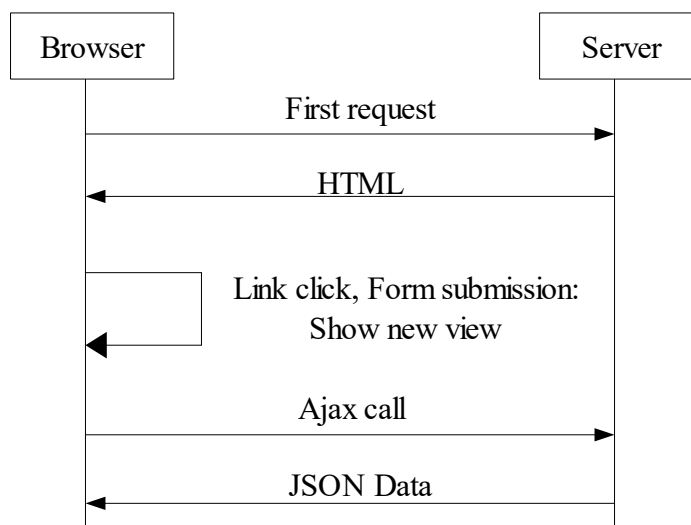 Browser
Server
First request
HTML
Link click, Form submission:
Show new view
Ajax call
JSON Data